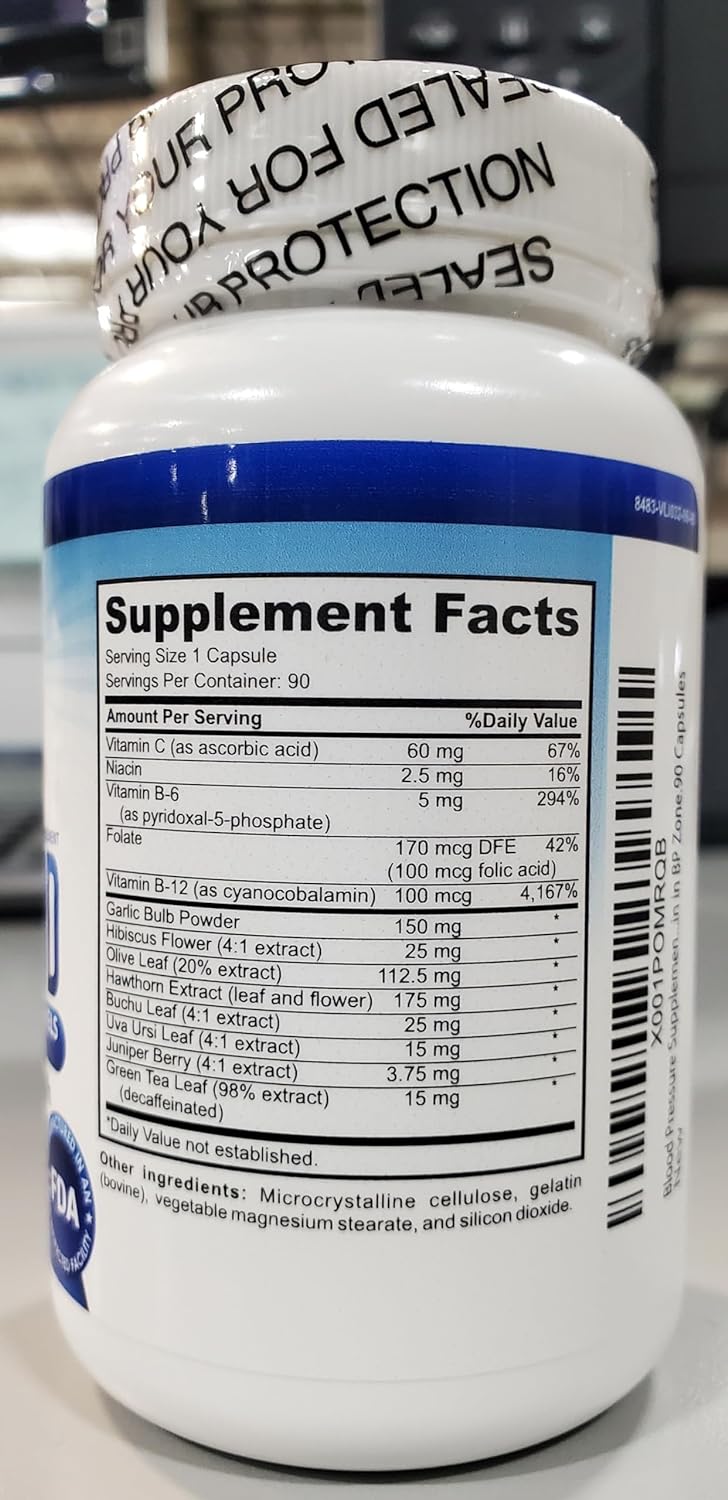 YOUR PRO
SEALED FOR YOUR
PROTECTION
SEALED
Supplement Facts
Serving Size 1 Capsule
Servings Per Container: 90
Amount Per Serving %Daily Value
Vitamin C (as ascorbic acid) 60 mg 67%
Niacin 2.5 mg 16%
Vitamin B-6 5 mg 294%
(as pyridoxal-5-phosphate)
Folate 170 mcg DFE 42%
(100 mcg folic acid)
Vitamin B-12 (as cyanocobalamin) 100 mcg 4,167%
Garlic Bulb Powder 150 mg *
Hibiscus Flower (4:1 extract) 25 mg *
Olive Leaf (20% extract) 112.5 mg *
Hawthorn Extract (leaf and flower) 175 mg *
Buchu Leaf (4:1 extract) 25 mg *
Uva Ursi Leaf (4:1 extract) 15 mg *
Juniper Berry (4:1 extract) 3.75 mg *
Green Tea Leaf (98% extract) 15 mg *
(decaffeinated)
*Daily Value not established.
Other ingredients: Microcrystalline cellulose, gelatin
(bovine), vegetable magnesium stearate, and silicon dioxide.
X001POMRQB
Blood Pressure Supplemen...in in BP Zone.90 Capsules
New
IN AN
FDA
FACILITY